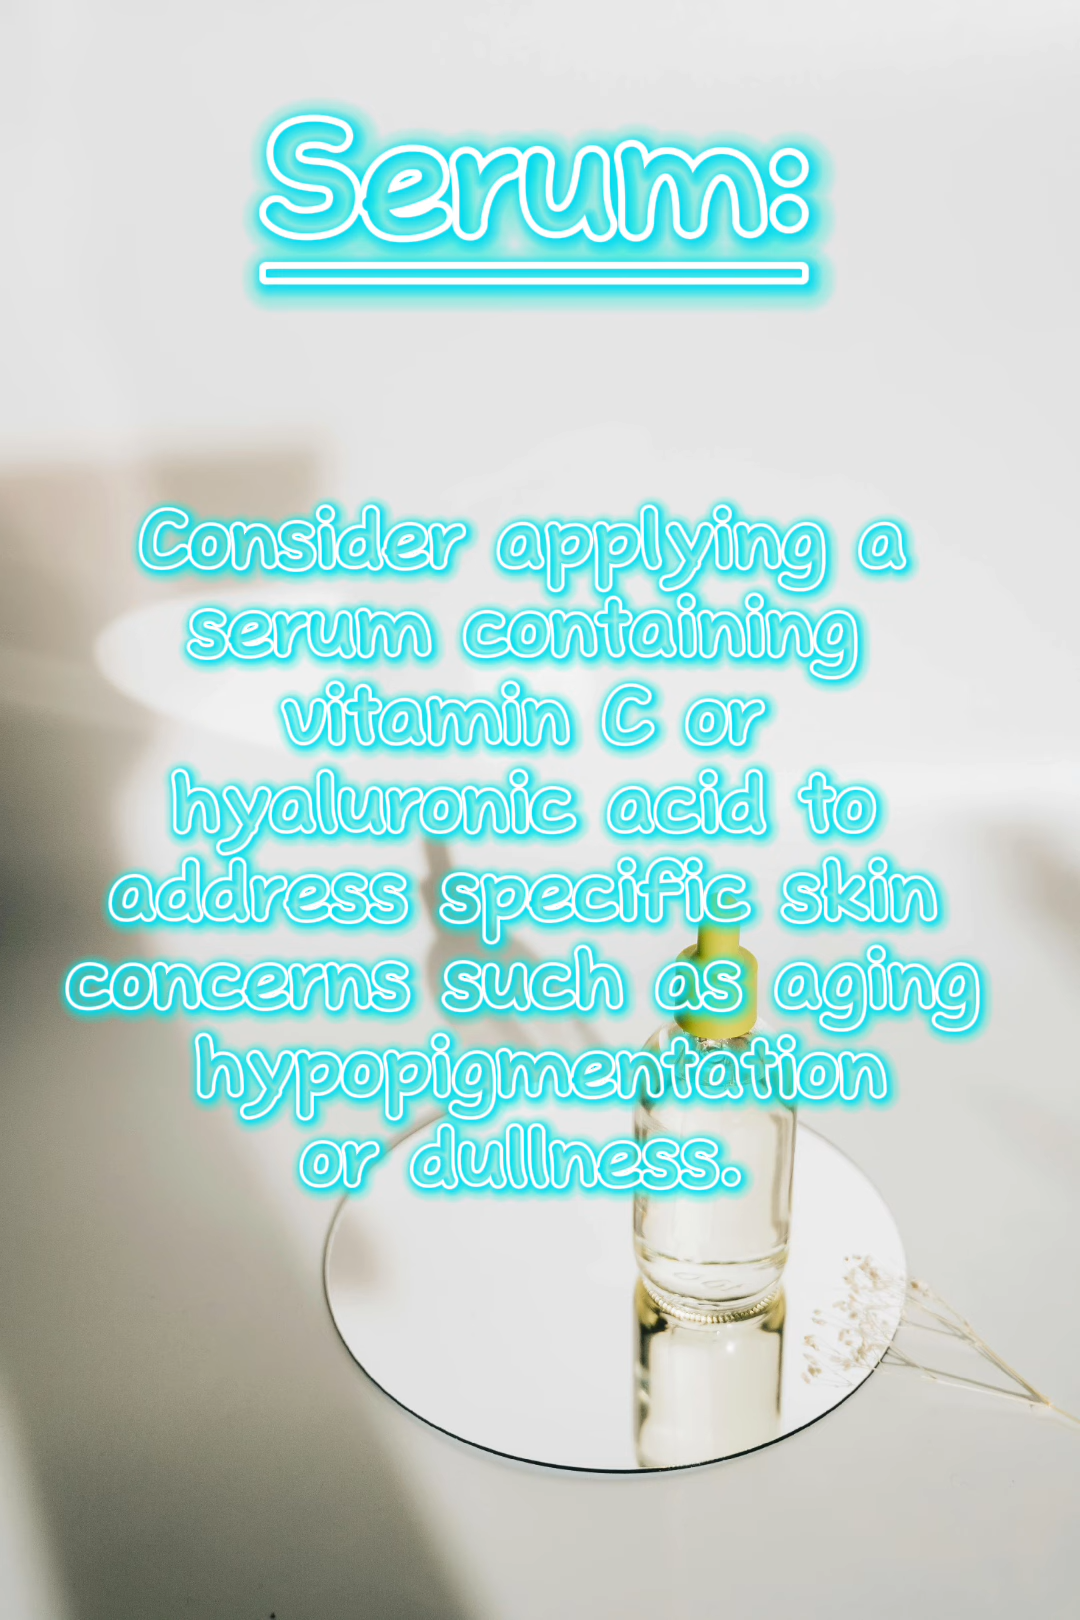 Serum:
Consider applying a
serum containing
vitamin C or
hyaluronic acid to
address specific skin
concerns such as aging
hypopigmentation
or dullness.